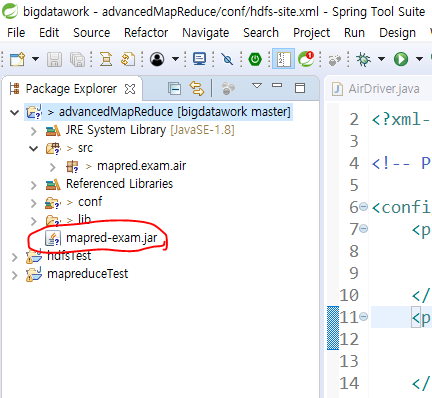 bigdatawork - advancedMapReduce/conf/hdfs-site.xml - Spring Tool Suite
File Edit Source Refactor Navigate Search Project Run Design
Package Explorer
> advancedMapReduce [bigdatawork master]
JRE System Library [JavaSE-1.8]
> src
> mapred.exam.air
Referenced Libraries
> conf
> lib
mapred-exam.jar
hdfsTest
mapreduceTest
AirDriver.java
2 <?xml-
3
4 <!-- P
5
6 <confi
7 <p
8
9
10 </
11 <p
12
13
14 </